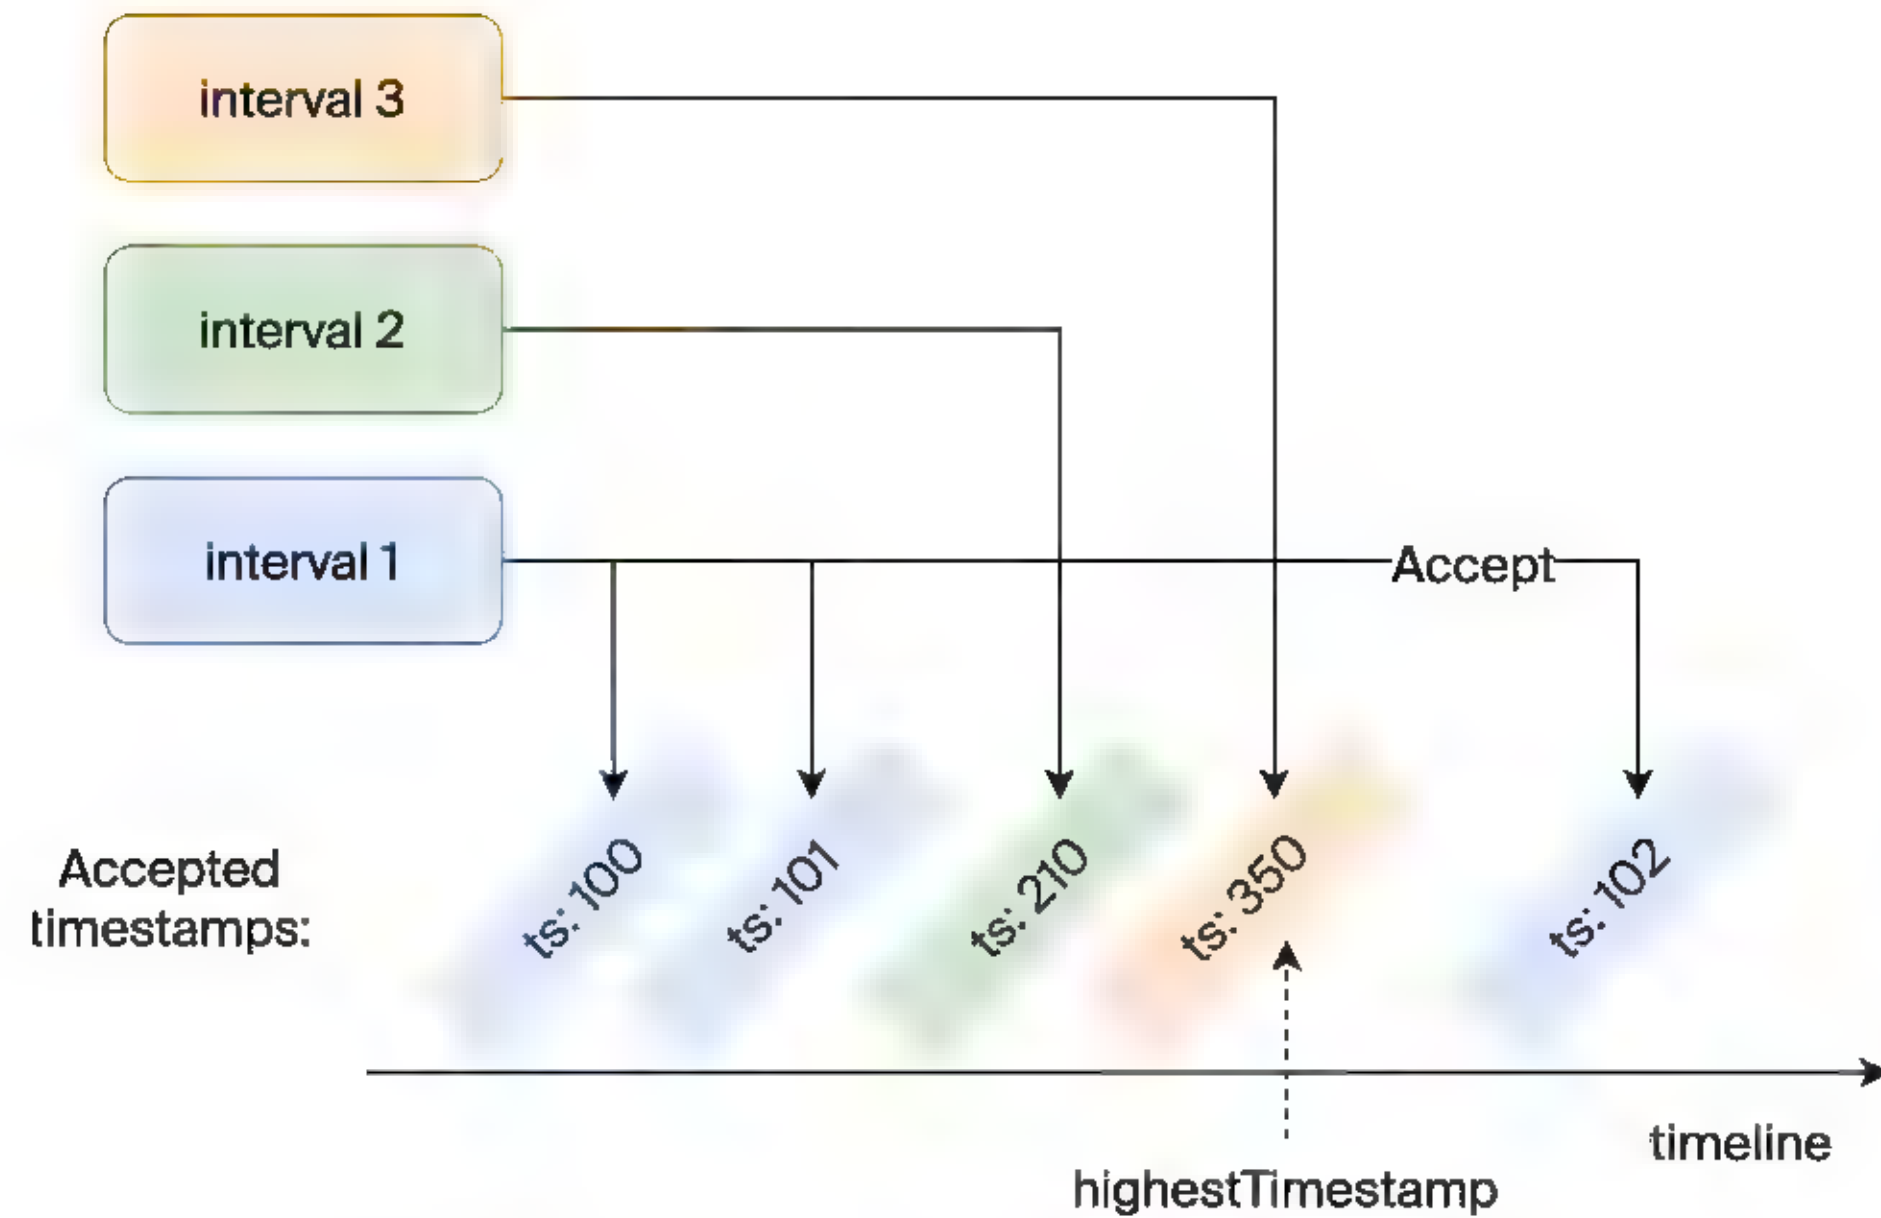 interval 3
interval 2
interval 1
Accept
Accepted
timestamps:
ts: 100
ts: 101
ts: 210
ts: 350
ts: 102
timeline
highestTimestamp